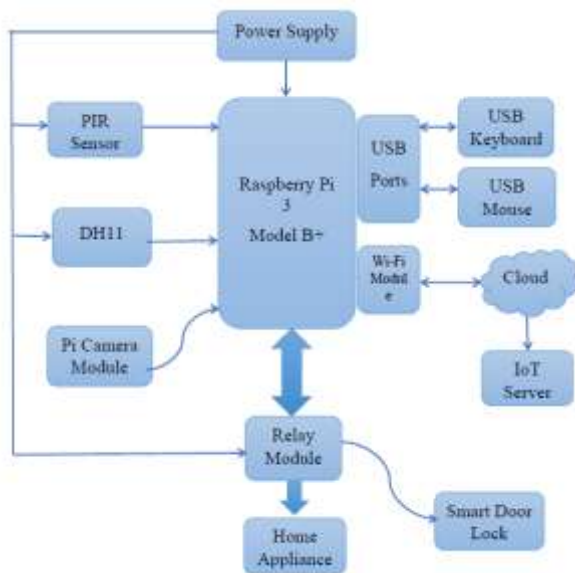 Power Supply
PIR
Sensor
USB
Keyboard
USB
Ports
Raspberry Pi
3
Model B+
USB
Mouse
DH11
Wi-Fi
Modul
e
Cloud
Pi Camera
Module
IoT
Server
Relay
Module
Smart Door
Lock
Home
Appliance